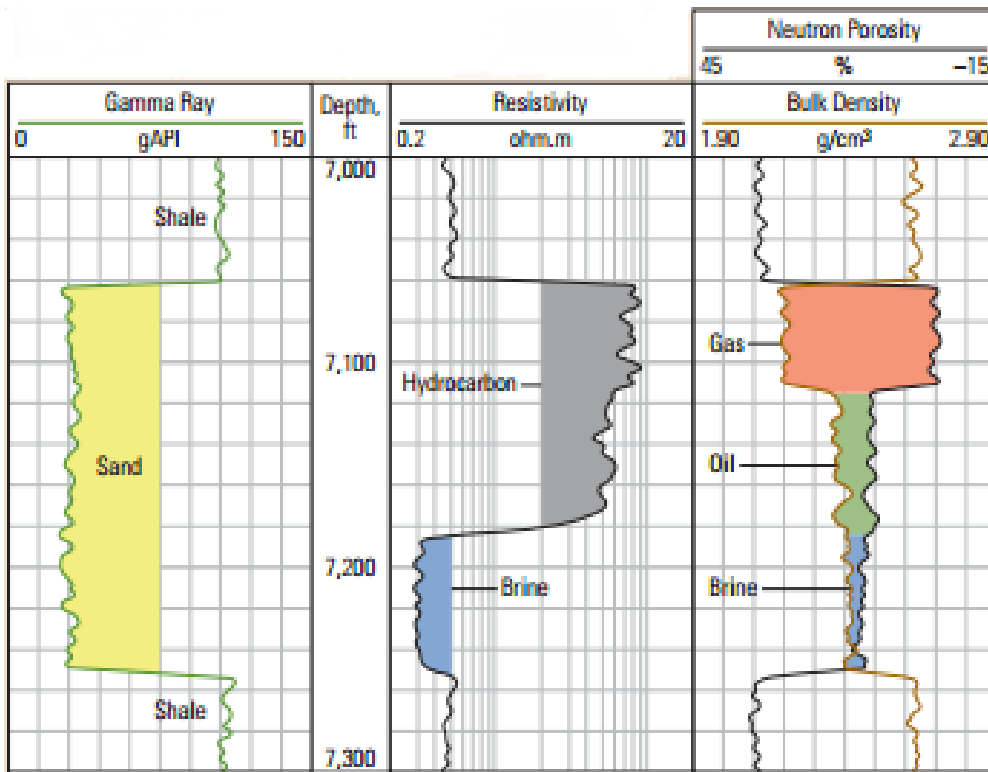 Neutron Porosity
45 % –15
Gamma Ray Depth, ft Resistivity Bulk Density
0 gAPI 150 0.2 ohm.m 20 1.90 g/cm³ 2.90
7,000
Shale
7,100
Gas
Hydrocarbon
Sand
Oil
7,200
Brine
Brine
Shale
7,300